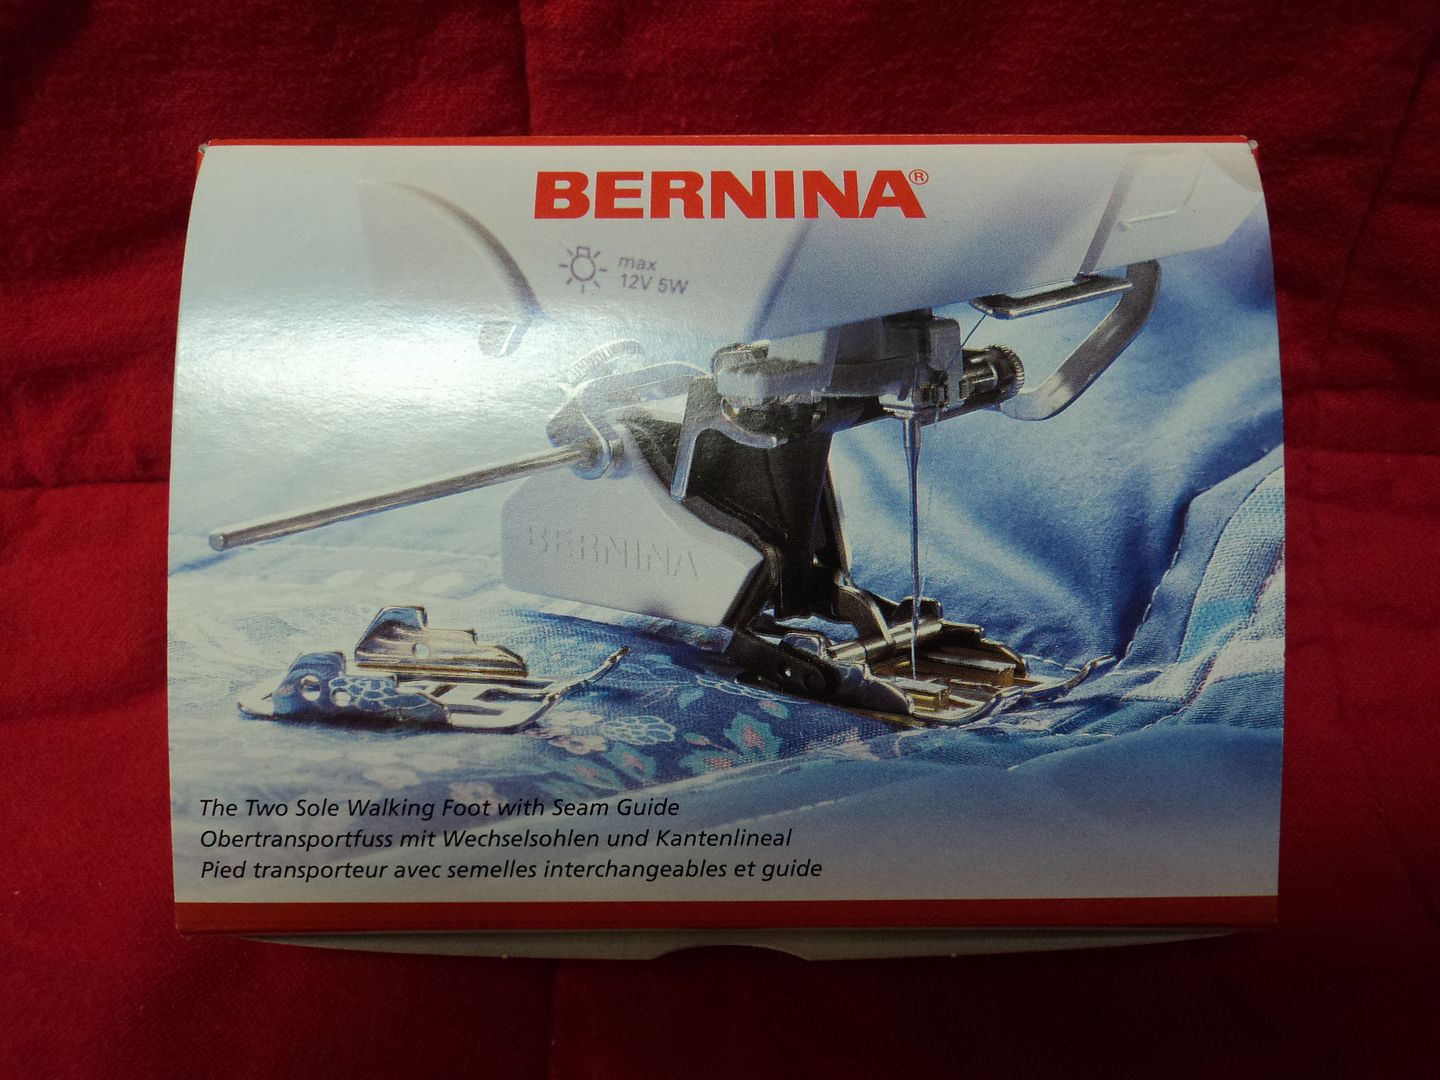 BERNINA®
max
12V 5W
BERNINA
The Two Sole Walking Foot with Seam Guide
Obertransportfuss mit Wechselsohlen und Kantenlineal
Pied transporteur avec semelles interchangeables et guide